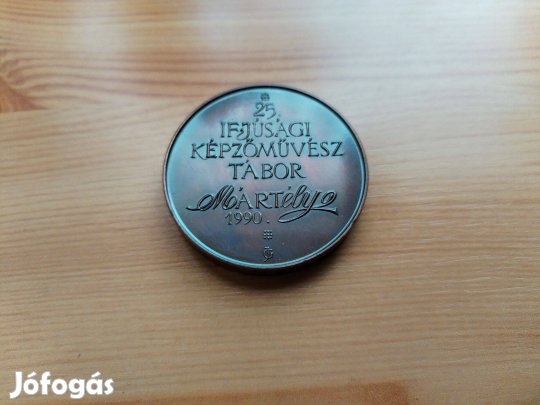 25.
IFJÚSÁGI
KÉPZŐMŰVÉSZ
TÁBOR
MÁRTély
1990.
Jófogás